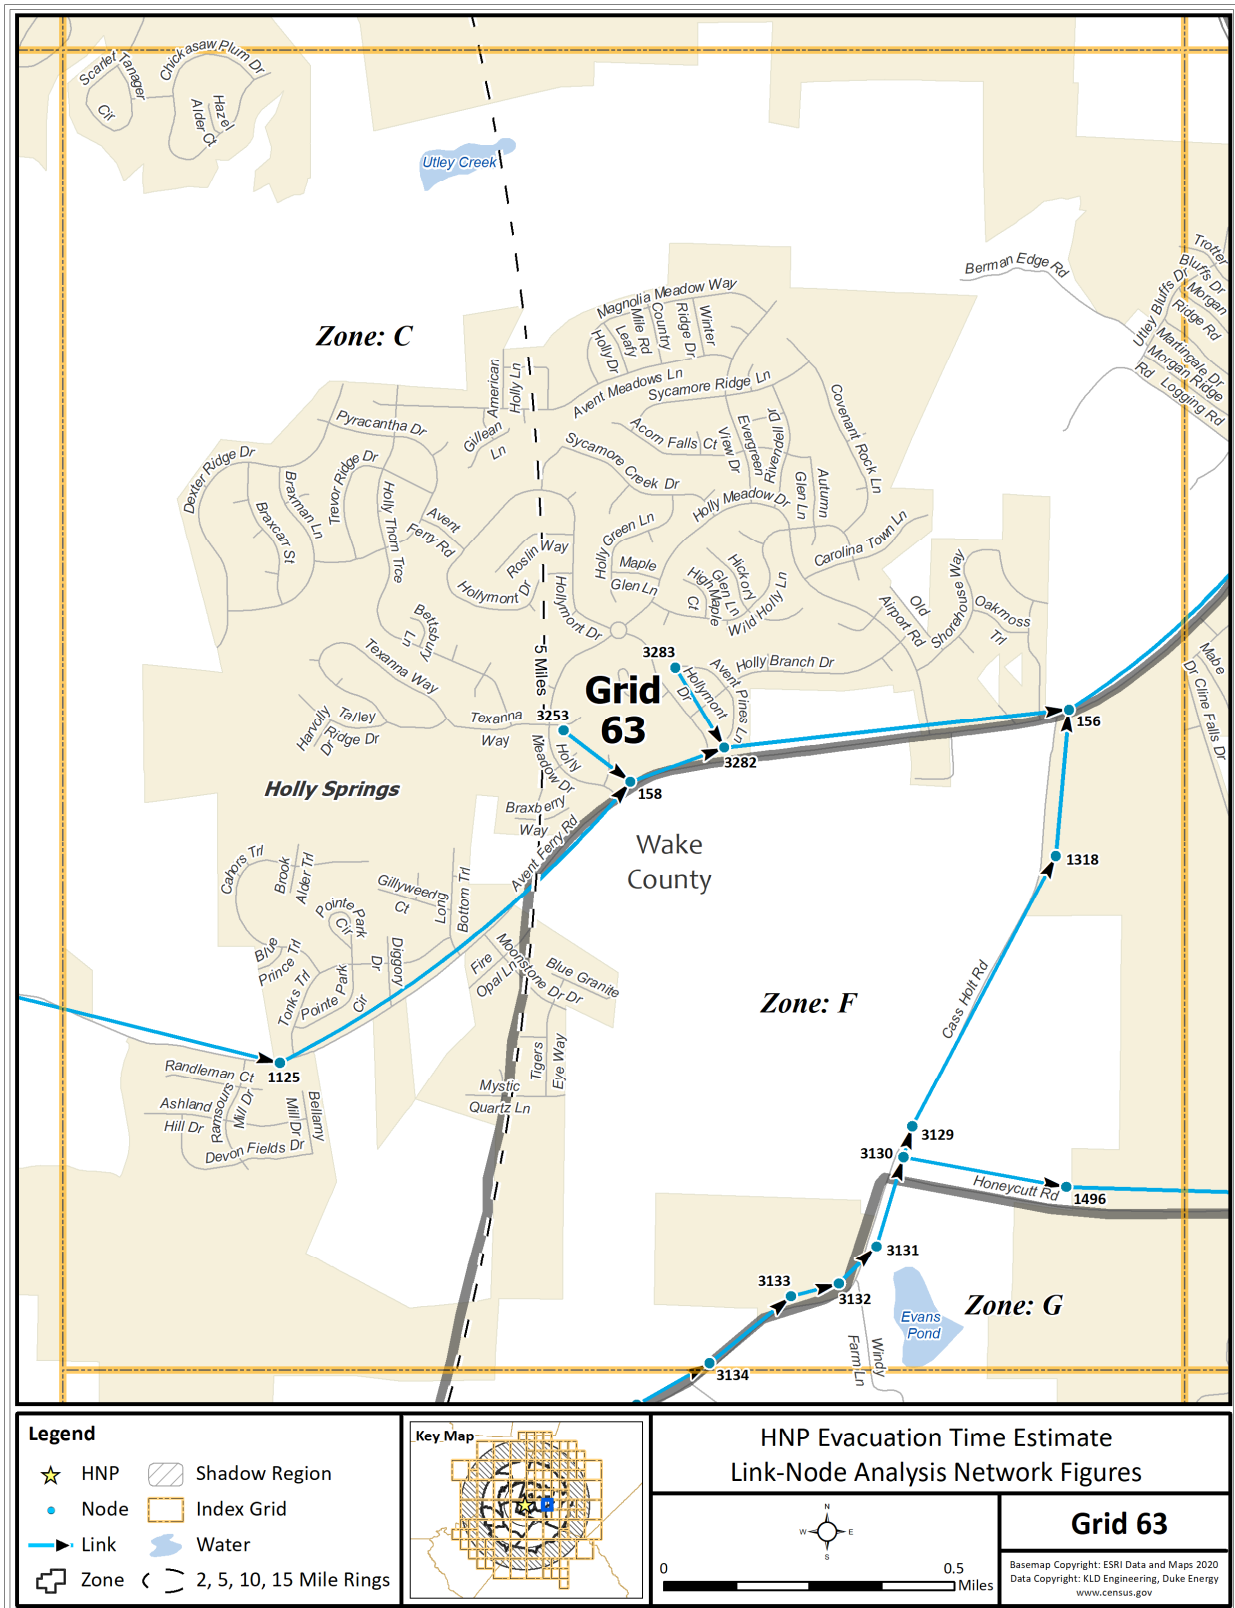 Scarlet
Tanager
Cir
Chickasaw Plum Dr
Hazel
Alder Ct
Utley Creek
Zone: C
Berman Edge Rd
Trotter
Bluffs Dr
Utley Bluffs Dr
Morgan
Ridge Rd
Martingale Dr
Morgan Ridge
Rd
Logging Rd
Magnolia Meadow Way
Holly Dr
Leafy
Mile Rd
Country
Ridge Dr
Winter
American
Holly Ln
Avent Meadows Ln
Sycamore Ridge Ln
Pyracantha Dr
Gillean
Ln
Acorn Falls Ct
View Dr
Evergreen
Rivendell Dr
Covenant Rock Ln
Glen Ln
Autumn
Sycamore Creek Dr
Dexter Ridge Dr
Braxman Ln
Braxcarr St
Trevor Ridge Dr
Holly Thorn Trce
Avent
Ferry Rd
Holly Meadow Dr
Holly Green Ln
Roslin Way
Maple
Glen Ln
Hollymont Dr
Hollymont Dr
High Maple
Ct
Glen Ln
Hickory
Wild Holly Ln
Carolina Town Ln
Old
Airport Rd
Shorehouse Way
Oakmoss
Trl
Bettsbury
Ln
Texanna Way
3283
Hollymont
Dr
Avent Pines Ln
Holly Branch Dr
Mabe
Dr
Cline Falls Dr
5 Miles
Grid
63
Harvolly
Dr
Tayley
Ridge Dr
Texanna
Way
3253
156
3282
Holly
Meadow Dr
158
Holly Springs
Braxberry
Way
Avent Ferry Rd
Wake
County
1318
Cahors Trl
Brook
Alder Trl
Gillyweed
Ct
Long
Bottom Trl
Pointe Park
Cir
Blue
Prince Trl
Tonks Trl
Pointe Park
Cir
Diggory
Dr
Fire
Opal Ln
Moonstone Dr
Blue Granite
Dr
Zone: F
Cass Holt Rd
1125
Randleman Ct
Ashland
Hill Dr
Ramsours
Mill Dr
Mill Dr
Bellamy
Devon Fields Dr
Tigers
Eye Way
Mystic
Quartz Ln
3129
3130
Honeycutt Rd
1496
3131
3133
3132
Zone: G
Evans
Pond
Windy
Farm Ln
3134
Legend
HNP
Shadow Region
Node
Index Grid
Link
Water
Zone
2, 5, 10, 15 Mile Rings
Key Map
HNP Evacuation Time Estimate
Link-Node Analysis Network Figures
N
W
E
S
0
0.5
Miles
Grid 63
Basemap Copyright: ESRI Data and Maps 2020
Data Copyright: KLD Engineering, Duke Energy
www.census.gov